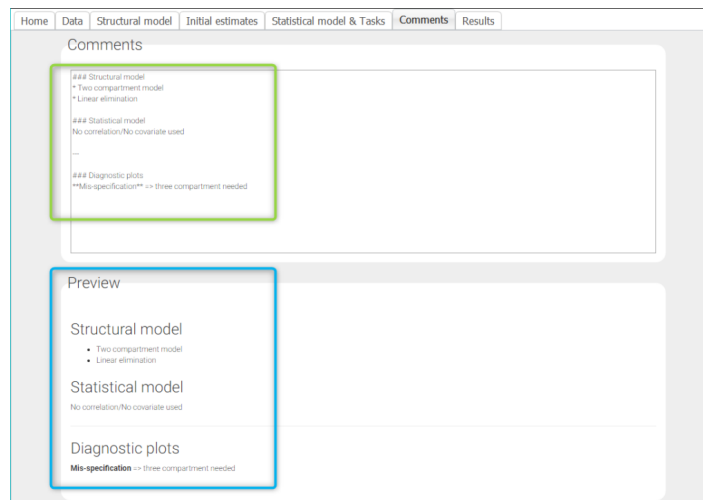 Home Data Structural model Initial estimates Statistical model & Tasks Comments Results
Comments
### Structural model
* Two compartment model
* Linear elimination
### Statistical model
No correlation/No covariate used
---
### Diagnostic plots
**Mis-specification** => three compartment needed
Preview
Structural model
• Two compartment model
• Linear elimination
Statistical model
No correlation/No covariate used
Diagnostic plots
Mis-specification => three compartment needed